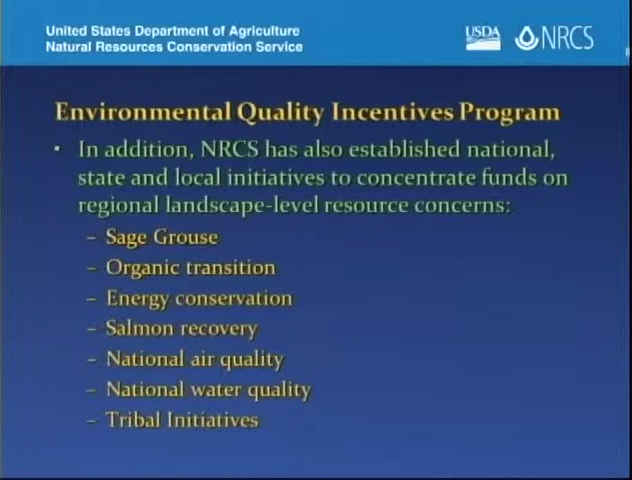 United States Department of Agriculture
Natural Resources Conservation Service
USDA
NRCS
Environmental Quality Incentives Program
• In addition, NRCS has also established national,
state and local initiatives to concentrate funds on
regional landscape-level resource concerns:
– Sage Grouse
– Organic transition
– Energy conservation
– Salmon recovery
– National air quality
– National water quality
– Tribal Initiatives